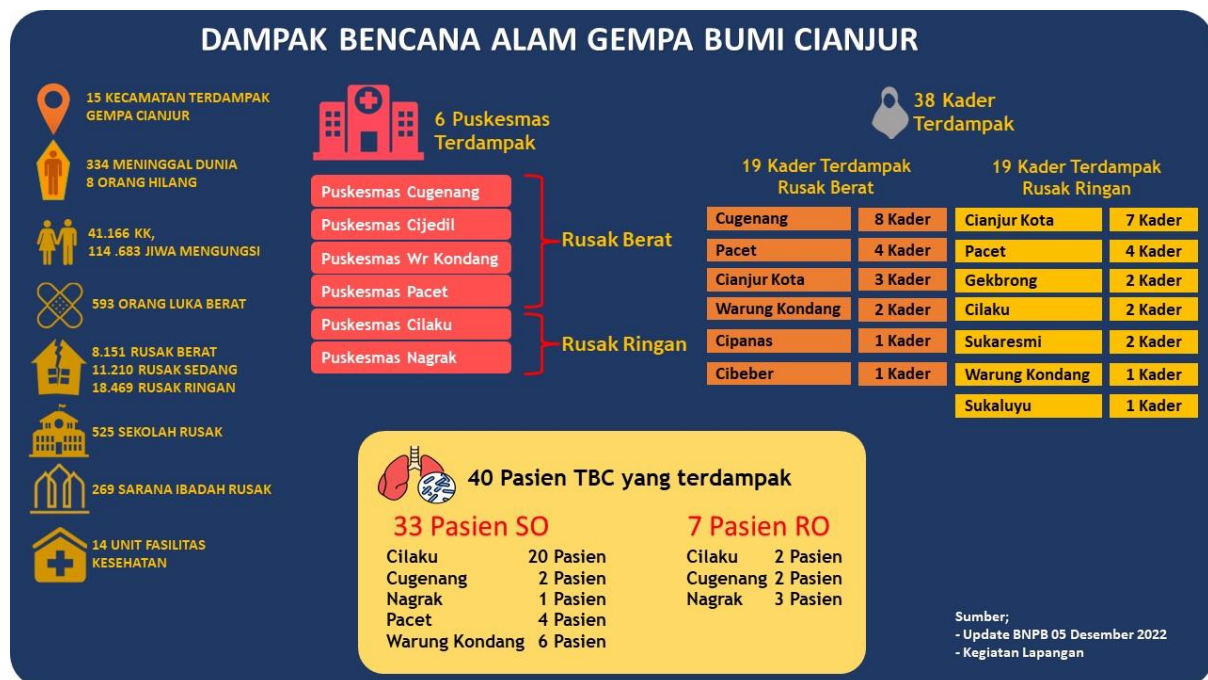 DAMPAK BENCANA ALAM GEMPA BUMI CIANJUR
15 KECAMATAN TERDAMPAK
GEMPA CIANJUR
334 MENINGGAL DUNIA
8 ORANG HILANG
41.166 KK,
114 .683 JIWA MENGUNGSI
593 ORANG LUKA BERAT
8.151 RUSAK BERAT
11.210 RUSAK SEDANG
18.469 RUSAK RINGAN
525 SEKOLAH RUSAK
269 SARANA IBADAH RUSAK
14 UNIT FASILITAS
KESEHATAN
6 Puskesmas
Terdampak
Puskesmas Cugenang
Puskesmas Cijedil
Puskesmas Wr Kondang
Puskesmas Pacet
Puskesmas Cilaku
Puskesmas Nagrak
Rusak Berat
Rusak Ringan
38 Kader
Terdampak
19 Kader Terdampak
Rusak Berat
Cugenang 8 Kader
Pacet 4 Kader
Cianjur Kota 3 Kader
Warung Kondang 2 Kader
Cipanas 1 Kader
Cibeber 1 Kader
19 Kader Terdampak
Rusak Ringan
Cianjur Kota 7 Kader
Pacet 4 Kader
Gekbrong 2 Kader
Cilaku 2 Kader
Sukaresmi 2 Kader
Warung Kondang 1 Kader
Sukaluyu 1 Kader
40 Pasien TBC yang terdampak
33 Pasien SO
Cilaku 20 Pasien
Cugenang 2 Pasien
Nagrak 1 Pasien
Pacet 4 Pasien
Warung Kondang 6 Pasien
7 Pasien RO
Cilaku 2 Pasien
Cugenang 2 Pasien
Nagrak 3 Pasien
Sumber;
- Update BNPB 05 Desember 2022
- Kegiatan Lapangan